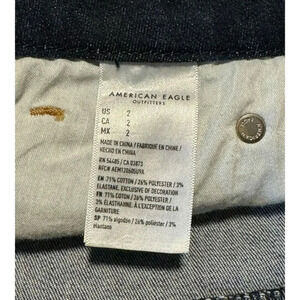 AMERICAN EAGLE
OUTFITTERS
US 2
CA 2
MX 2
MADE IN CHINA / FABRIQUÉ EN CHINE /
HECHO EN CHINA
RN 54485 / CA 03873
EN 71% COTTON / 26% POLYESTER / 3%
ELASTANE, EXCLUSIVE OF DECORATION
FR 71% COTON / 26% POLYESTER /
3% ÉLASTHANNE, À L'EXCEPTION DE LA
GARNITURE
SP 71% algodón / 26% poliéster / 3%
elastano